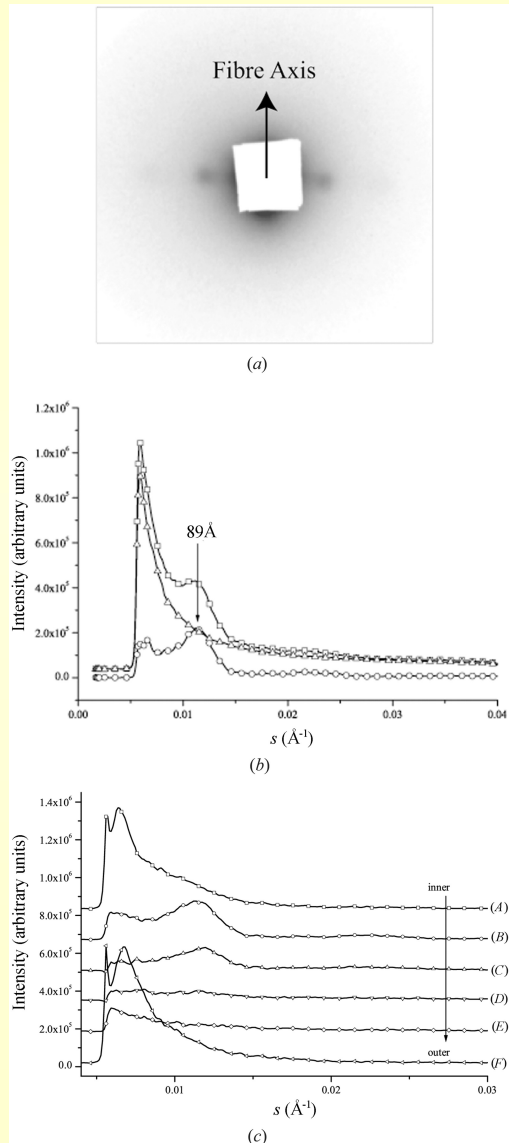 Fibre Axis
(a)
1.2x10⁶
1.0x10⁶
8.0x10⁵
6.0x10⁵
4.0x10⁵
2.0x10⁵
0.0
Intensity (arbitrary units)
89Å
0.00 0.01 0.02 0.03 0.04
s (Å⁻¹)
(b)
1.4x10⁶
1.2x10⁶
1.0x10⁶
8.0x10⁵
6.0x10⁵
4.0x10⁵
2.0x10⁵
0.0
Intensity (arbitrary units)
inner
(A)
(B)
(C)
(D)
(E)
outer
(F)
0.01 0.02 0.03
s (Å⁻¹)
(c)